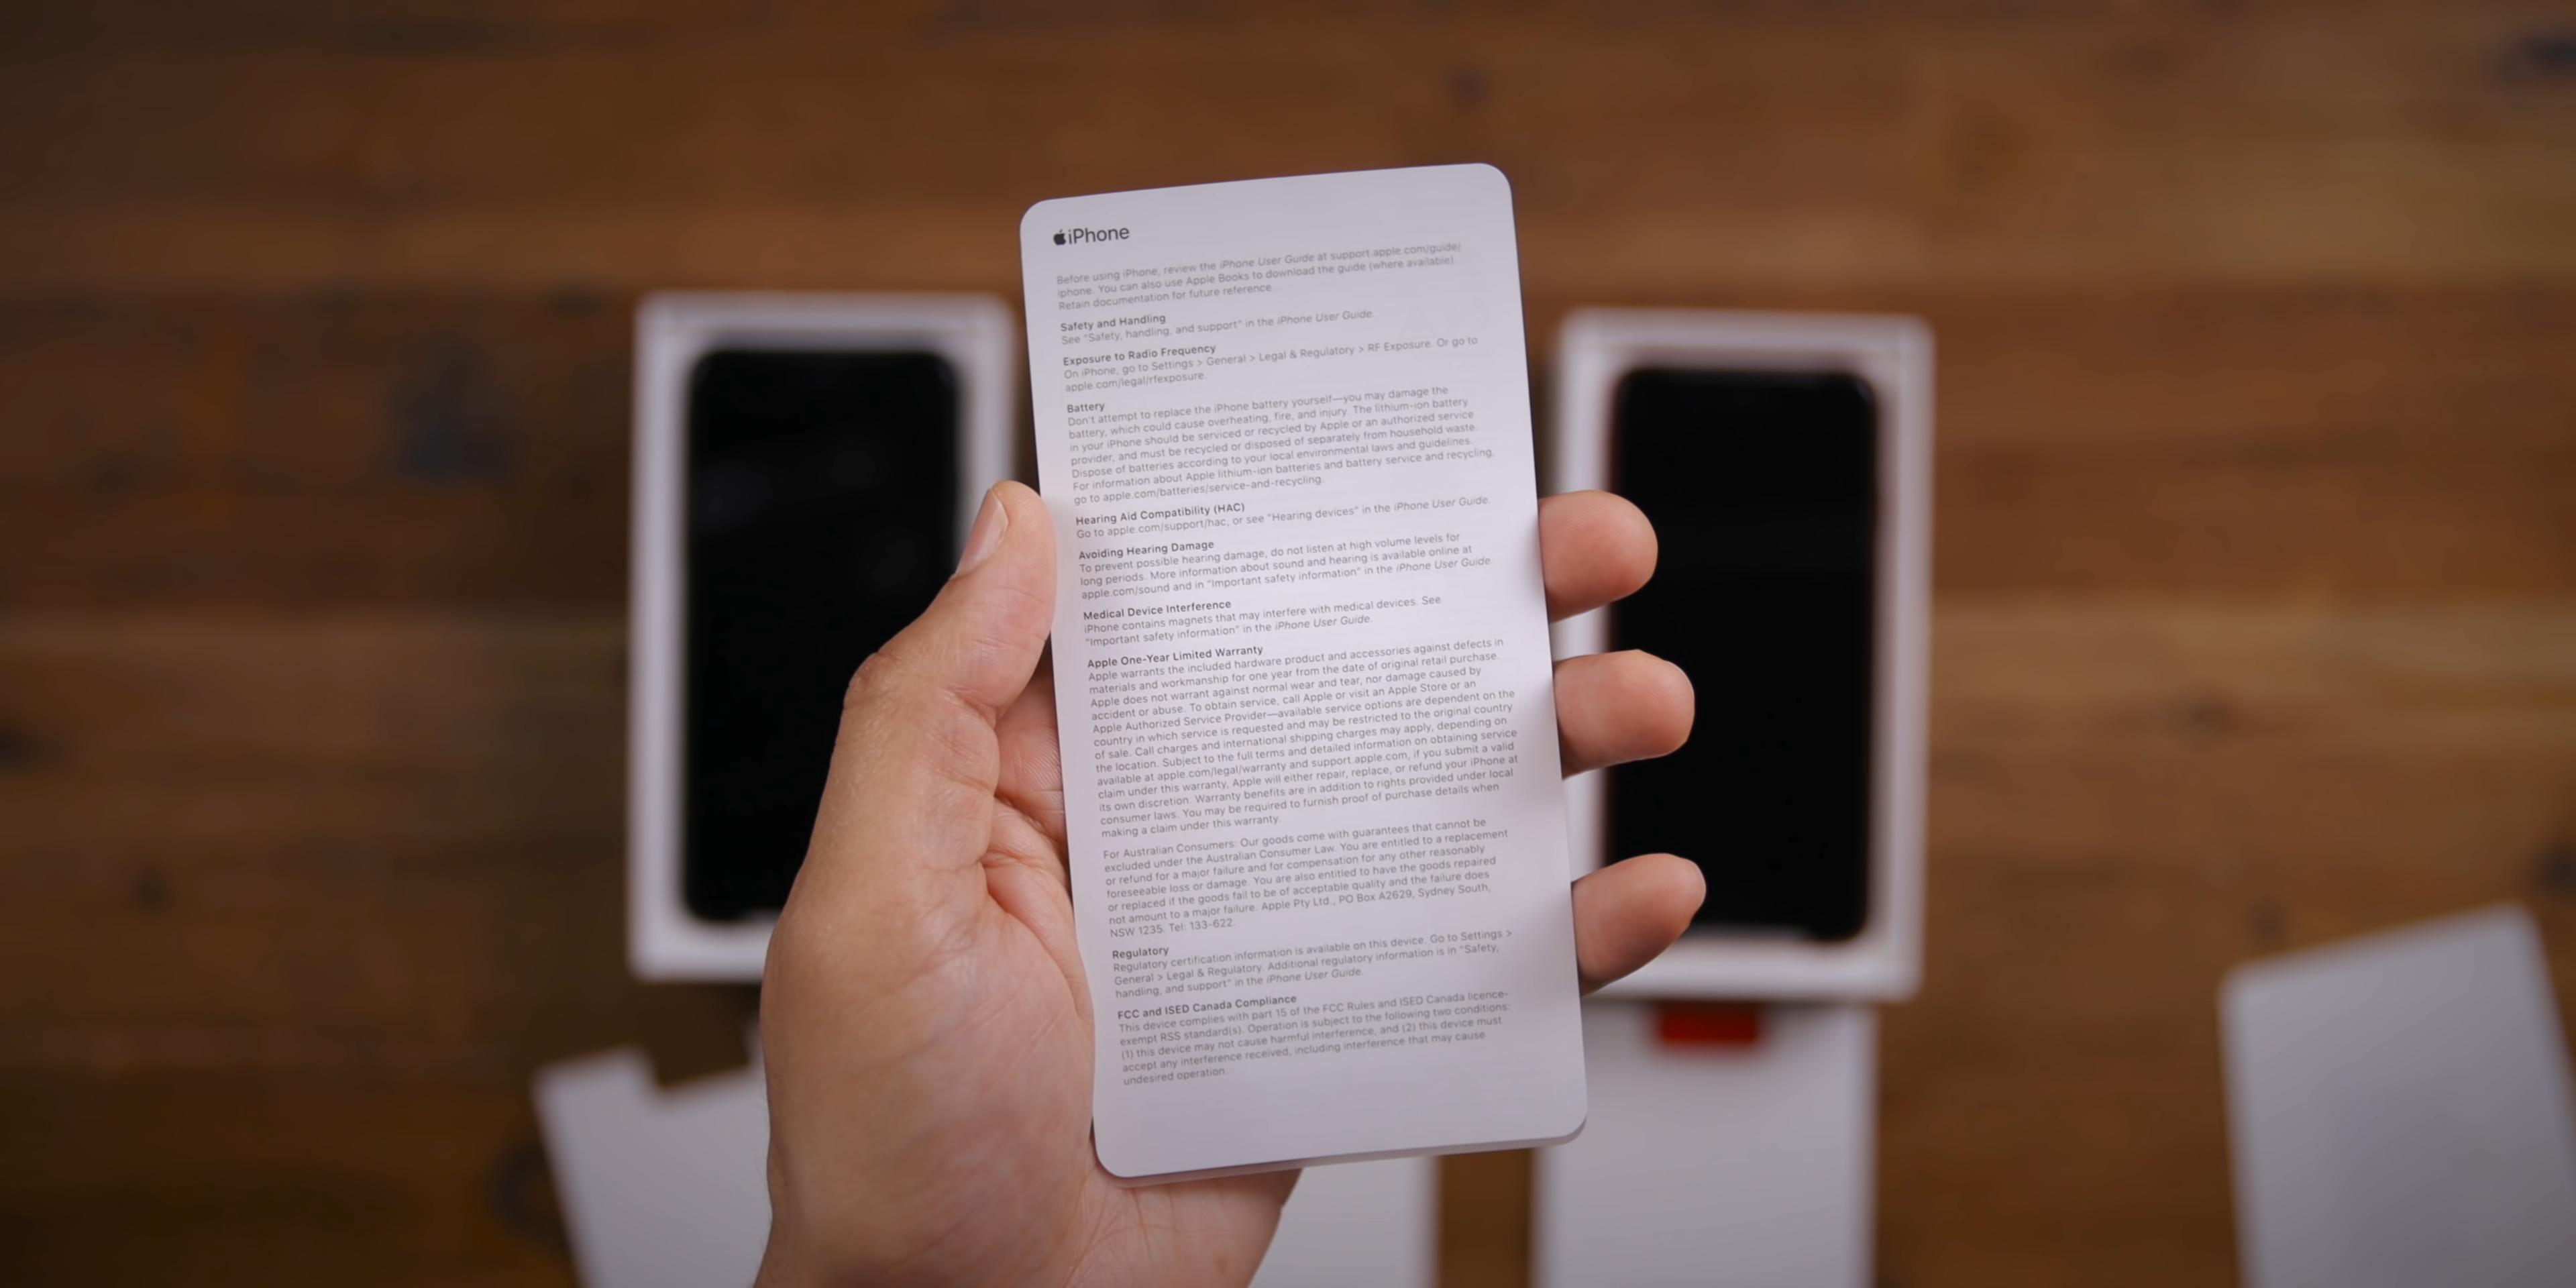 iPhone
Before using iPhone, review the iPhone User Guide at support.apple.com/guide/
iphone. You can also use Apple Books to download the guide (where available).
Retain documentation for future reference.
Safety and Handling
See “Safety, handling, and support” in the iPhone User Guide.
Exposure to Radio Frequency
On iPhone, go to Settings > General > Legal & Regulatory > RF Exposure. Or go to
apple.com/legal/rfexposure.
Battery
Don't attempt to replace the iPhone battery yourself—you may damage the
battery, which could cause overheating, fire, and injury. The lithium-ion battery
in your iPhone should be serviced or recycled by Apple or an authorized service
provider, and must be recycled or disposed of separately from household waste.
Dispose of batteries according to your local environmental laws and guidelines.
For information about Apple lithium-ion batteries and battery service and recycling,
go to apple.com/batteries/service-and-recycling.
Hearing Aid Compatibility (HAC)
Go to apple.com/support/hac, or see “Hearing devices” in the iPhone User Guide.
Avoiding Hearing Damage
To prevent possible hearing damage, do not listen at high volume levels for
long periods. More information about sound and hearing is available online at
apple.com/sound and in “Important safety information” in the iPhone User Guide.
Medical Device Interference
iPhone contains magnets that may interfere with medical devices. See
“Important safety information” in the iPhone User Guide.
Apple One-Year Limited Warranty
Apple warrants the included hardware product and accessories against defects in
materials and workmanship for one year from the date of original retail purchase.
Apple does not warrant against normal wear and tear, nor damage caused by
accident or abuse. To obtain service, call Apple or visit an Apple Store or an
Apple Authorized Service Provider—available service options are dependent on the
country in which service is requested and may be restricted to the original country
of sale. Call charges and international shipping charges may apply, depending on
the location. Subject to the full terms and detailed information on obtaining service
available at apple.com/legal/warranty and support.apple.com, if you submit a valid
claim under this warranty, Apple will either repair, replace, or refund your iPhone at
its own discretion. Warranty benefits are in addition to rights provided under local
consumer laws. You may be required to furnish proof of purchase details when
making a claim under this warranty.
For Australian Consumers: Our goods come with guarantees that cannot be
excluded under the Australian Consumer Law. You are entitled to a replacement
or refund for a major failure and for compensation for any other reasonably
foreseeable loss or damage. You are also entitled to have the goods repaired
or replaced if the goods fail to be of acceptable quality and the failure does
not amount to a major failure. Apple Pty Ltd., PO Box A2629, Sydney South,
NSW 1235. Tel: 133-622.
Regulatory
Regulatory certification information is available on this device. Go to Settings >
General > Legal & Regulatory. Additional regulatory information is in “Safety,
handling, and support” in the iPhone User Guide.
FCC and ISED Canada Compliance
This device complies with part 15 of the FCC Rules and ISED Canada licence-
exempt RSS standard(s). Operation is subject to the following two conditions:
(1) this device may not cause harmful interference, and (2) this device must
accept any interference received, including interference that may cause
undesired operation.